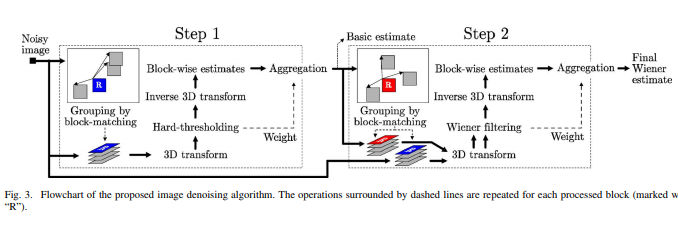 Step 1
Step 2
Noisy
image
Basic estimate
R
Block-wise estimates
Aggregation
Inverse 3D transform
Grouping by
block-matching
Hard-thresholding
Weight
3D transform
R
Block-wise estimates
Aggregation
Final
Wiener
estimate
Inverse 3D transform
Grouping by
block-matching
Wiener filtering
Weight
3D transform
Fig. 3. Flowchart of the proposed image denoising algorithm. The operations surrounded by dashed lines are repeated for each processed block (marked w
“R”).